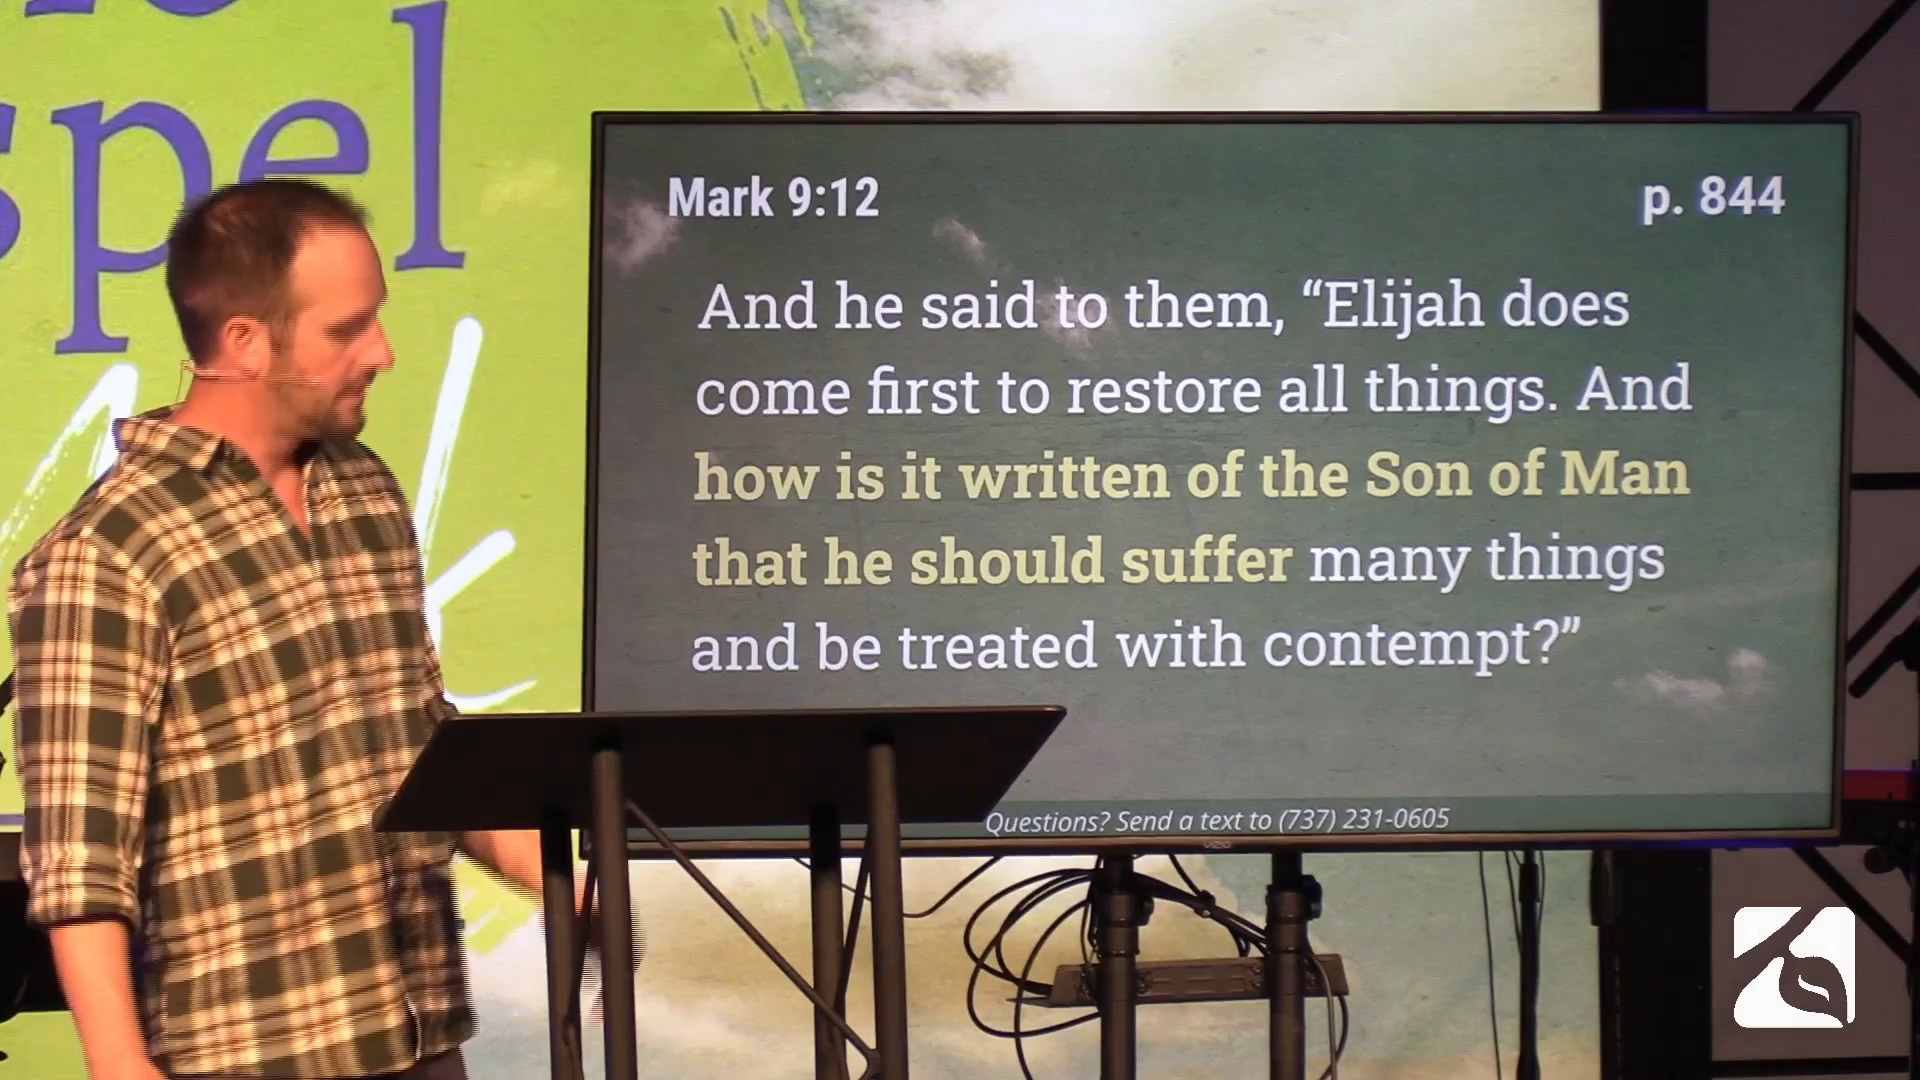 spel
Mark 9:12
p. 844
And he said to them, “Elijah does
come first to restore all things. And
how is it written of the Son of Man
that he should suffer many things
and be treated with contempt?”
Questions? Send a text to (737) 231-0605
VIZIO